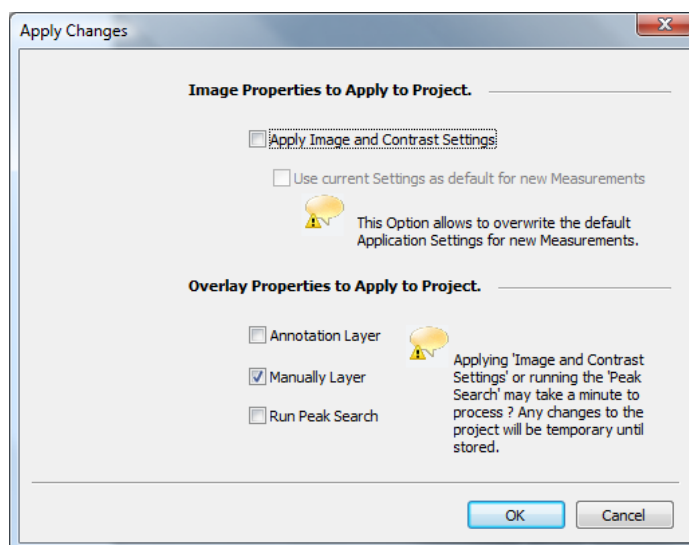 Apply Changes
Image Properties to Apply to Project.
Apply Image and Contrast Settings
Use current Settings as default for new Measurements
This Option allows to overwrite the default
Application Settings for new Measurements.
Overlay Properties to Apply to Project.
Annotation Layer
Manually Layer
Run Peak Search
Applying 'Image and Contrast
Settings' or running the 'Peak
Search' may take a minute to
process ? Any changes to the
project will be temporary until
stored.
OK
Cancel